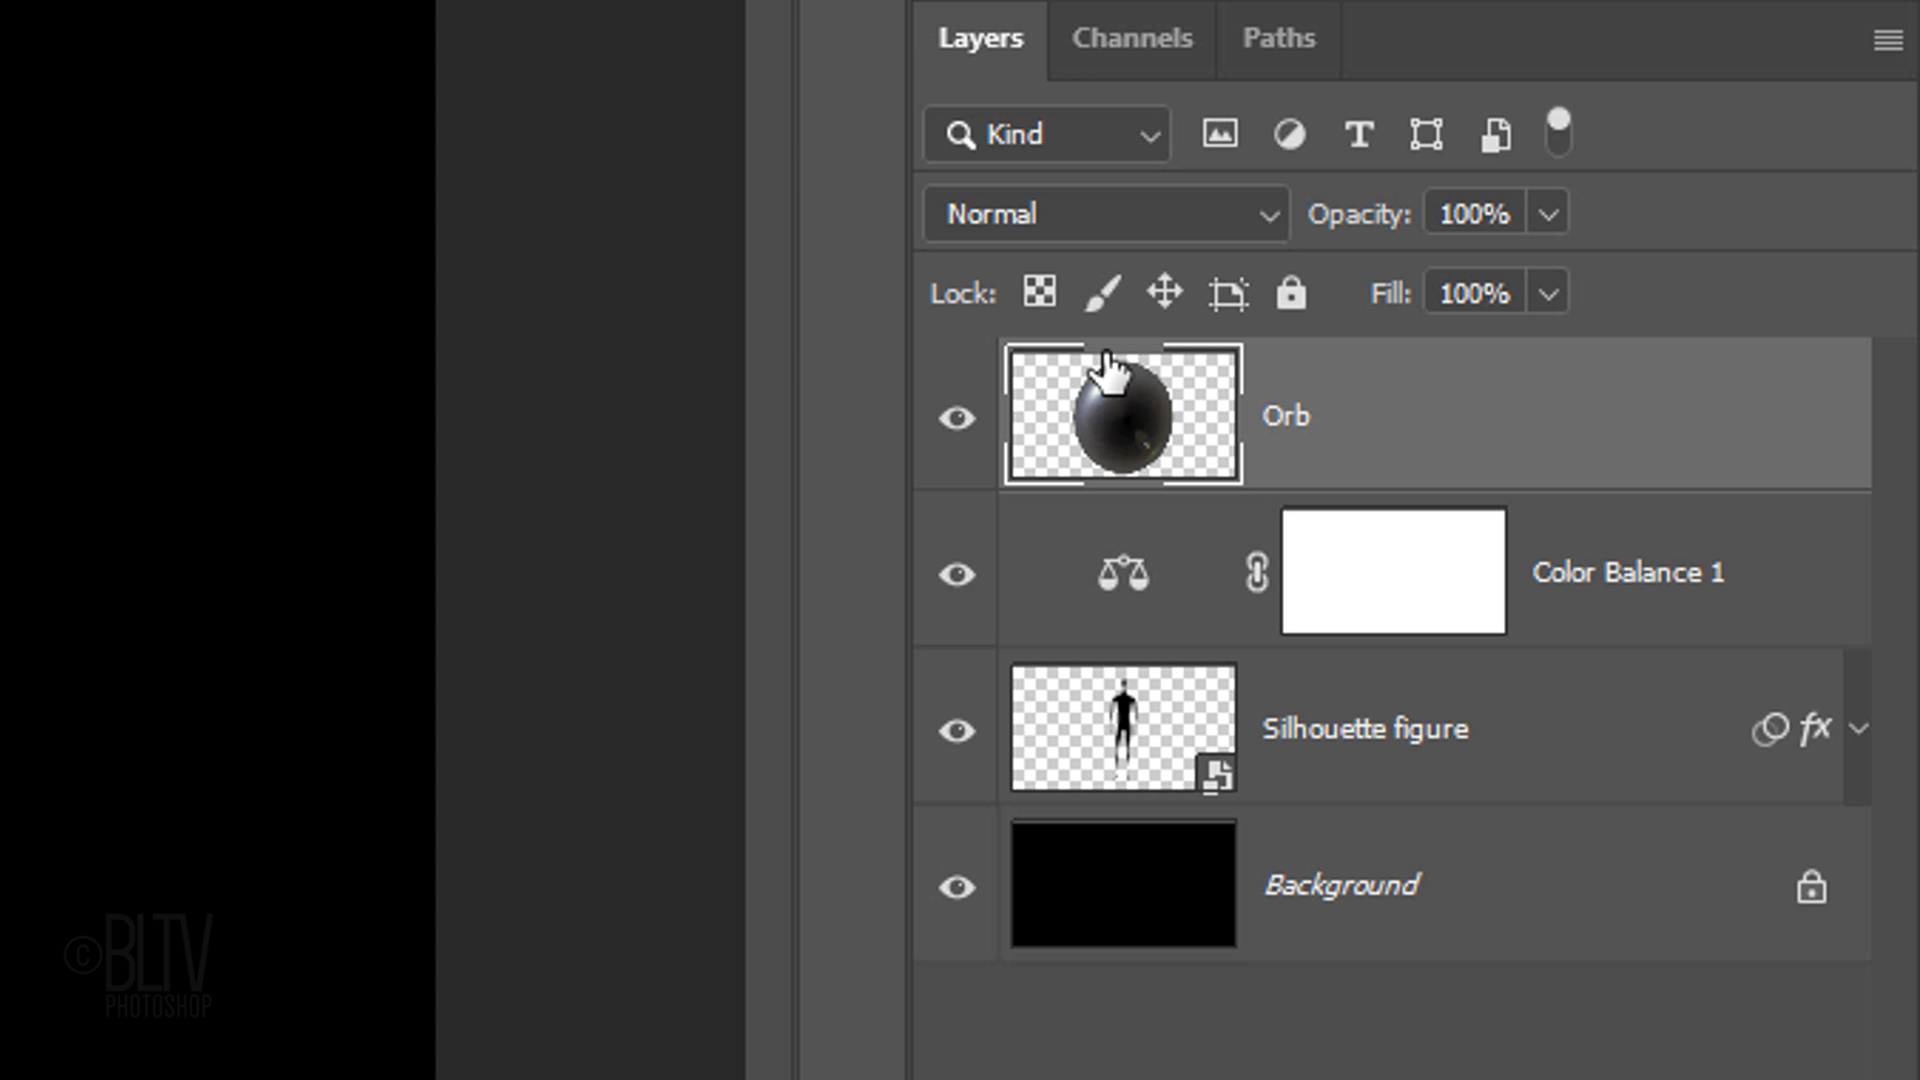 Layers Channels Paths
Kind
Normal Opacity: 100%
Lock: Fill: 100%
Orb
Color Balance 1
Silhouette figure fx
Background
©BLTV
PHOTOSHOP